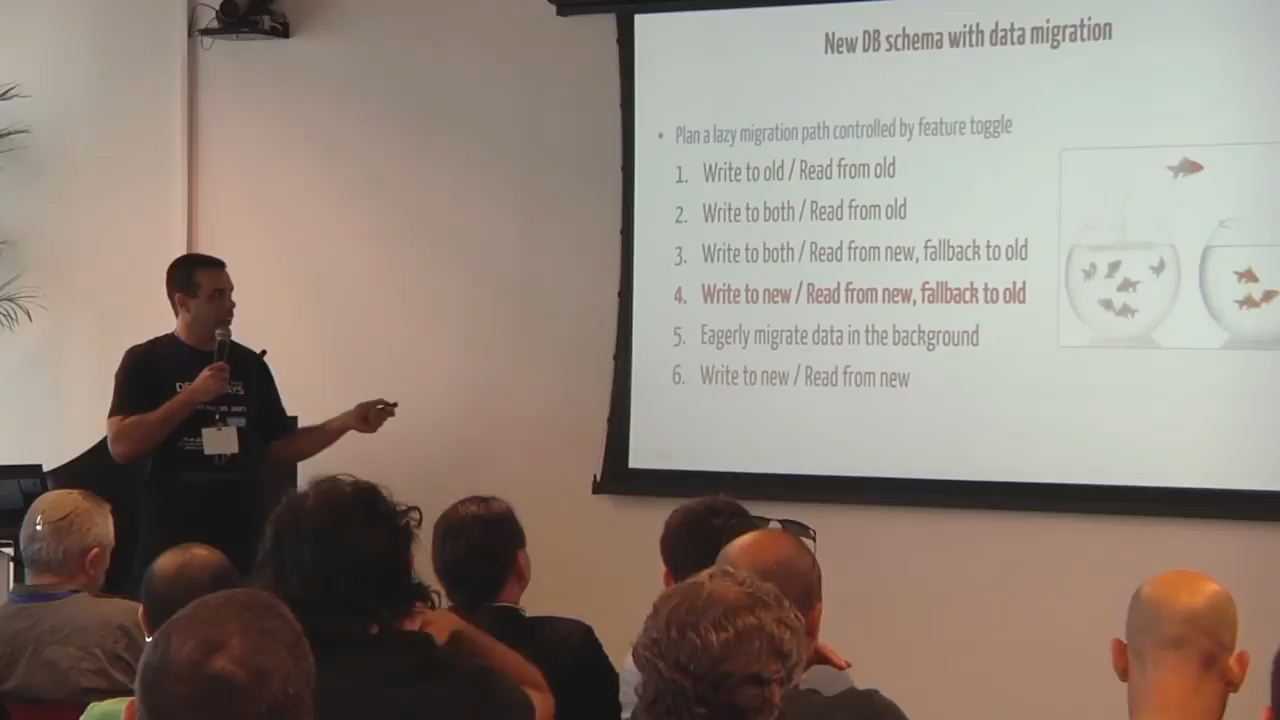 New DB schema with data migration
• Plan a lazy migration path controlled by feature toggle
1. Write to old / Read from old
2. Write to both / Read from old
3. Write to both / Read from new, fallback to old
4. Write to new / Read from new, fallback to old
5. Eagerly migrate data in the background
6. Write to new / Read from new